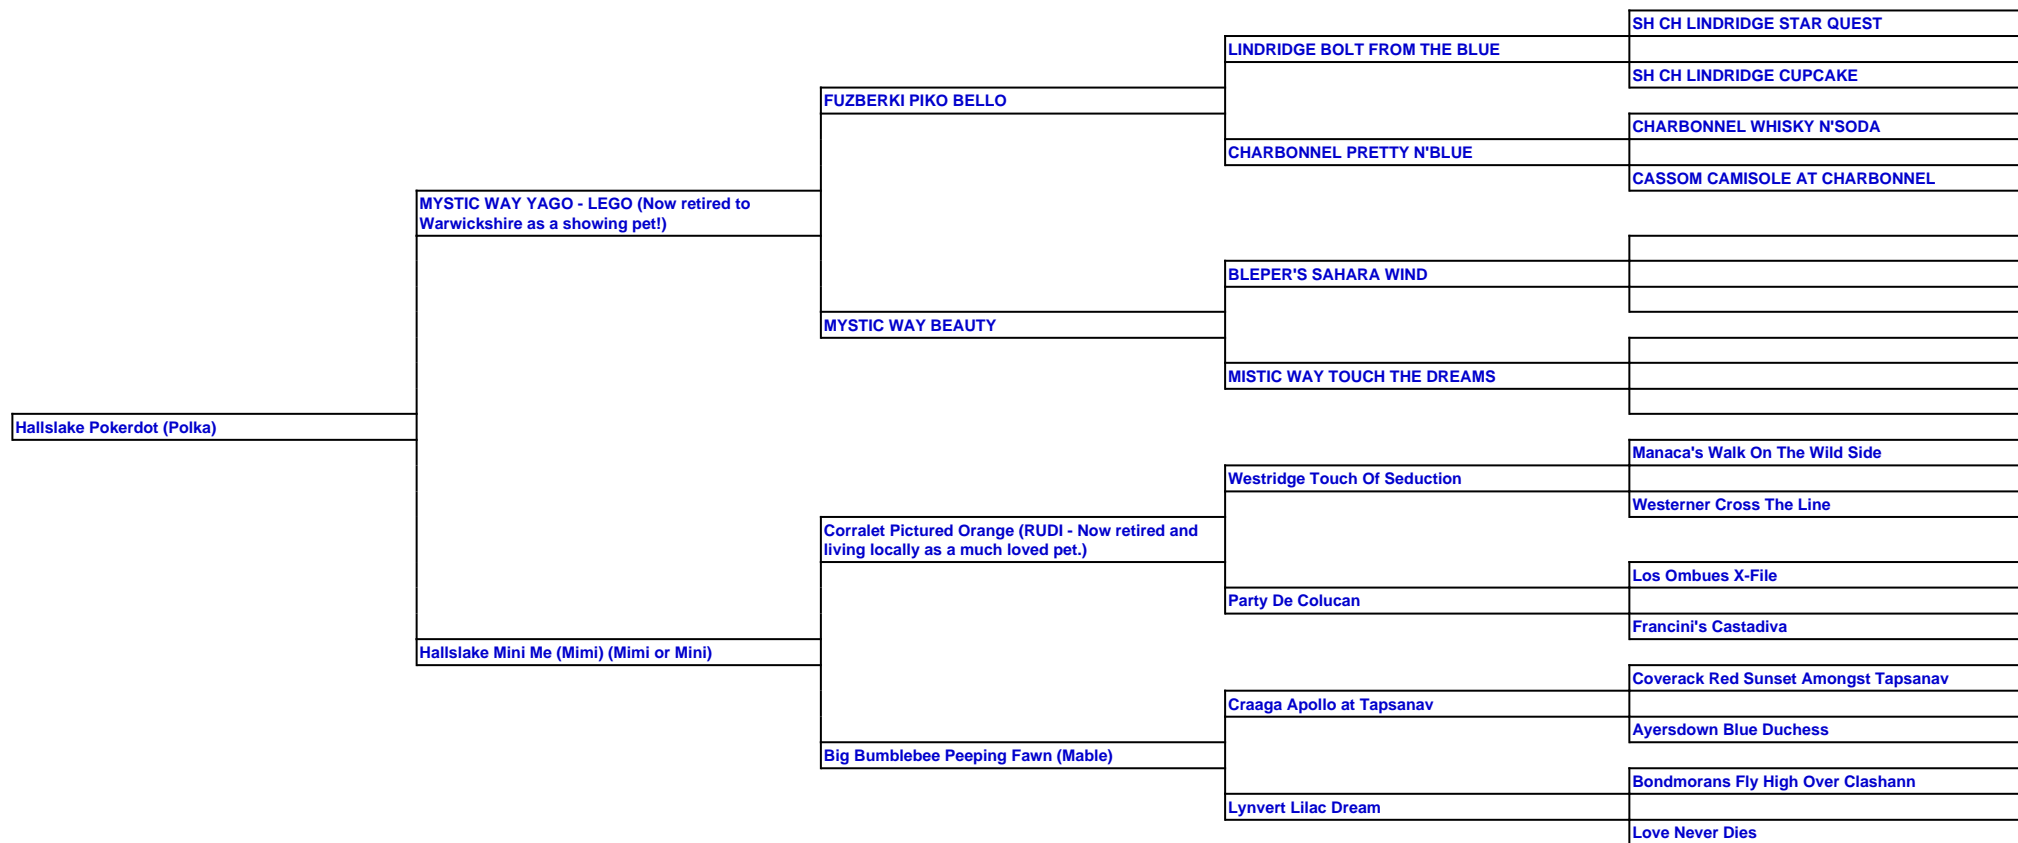 SH CH LINDRIDGE STAR QUEST
LINDRIDGE BOLT FROM THE BLUE
SH CH LINDRIDGE CUPCAKE
FUZBERKI PIKO BELLO
CHARBONNEL WHISKY N'SODA
CHARBONNEL PRETTY N'BLUE
CASSOM CAMISOLE AT CHARBONNEL
MYSTIC WAY YAGO - LEGO (Now retired to
Warwickshire as a showing pet!)
BLEPER'S SAHARA WIND
MYSTIC WAY BEAUTY
MISTIC WAY TOUCH THE DREAMS
Hallslake Pokerdot (Polka)
Manaca's Walk On The Wild Side
Westridge Touch Of Seduction
Westerner Cross The Line
Corralet Pictured Orange (RUDI - Now retired and
living locally as a much loved pet.)
Los Ombues X-File
Party De Colucan
Francini's Castadiva
Hallslake Mini Me (Mimi) (Mimi or Mini)
Coverack Red Sunset Amongst Tapsanav
Craaga Apollo at Tapsanav
Ayersdown Blue Duchess
Big Bumblebee Peeping Fawn (Mable)
Bondmorans Fly High Over Clashann
Lynvert Lilac Dream
Love Never Dies